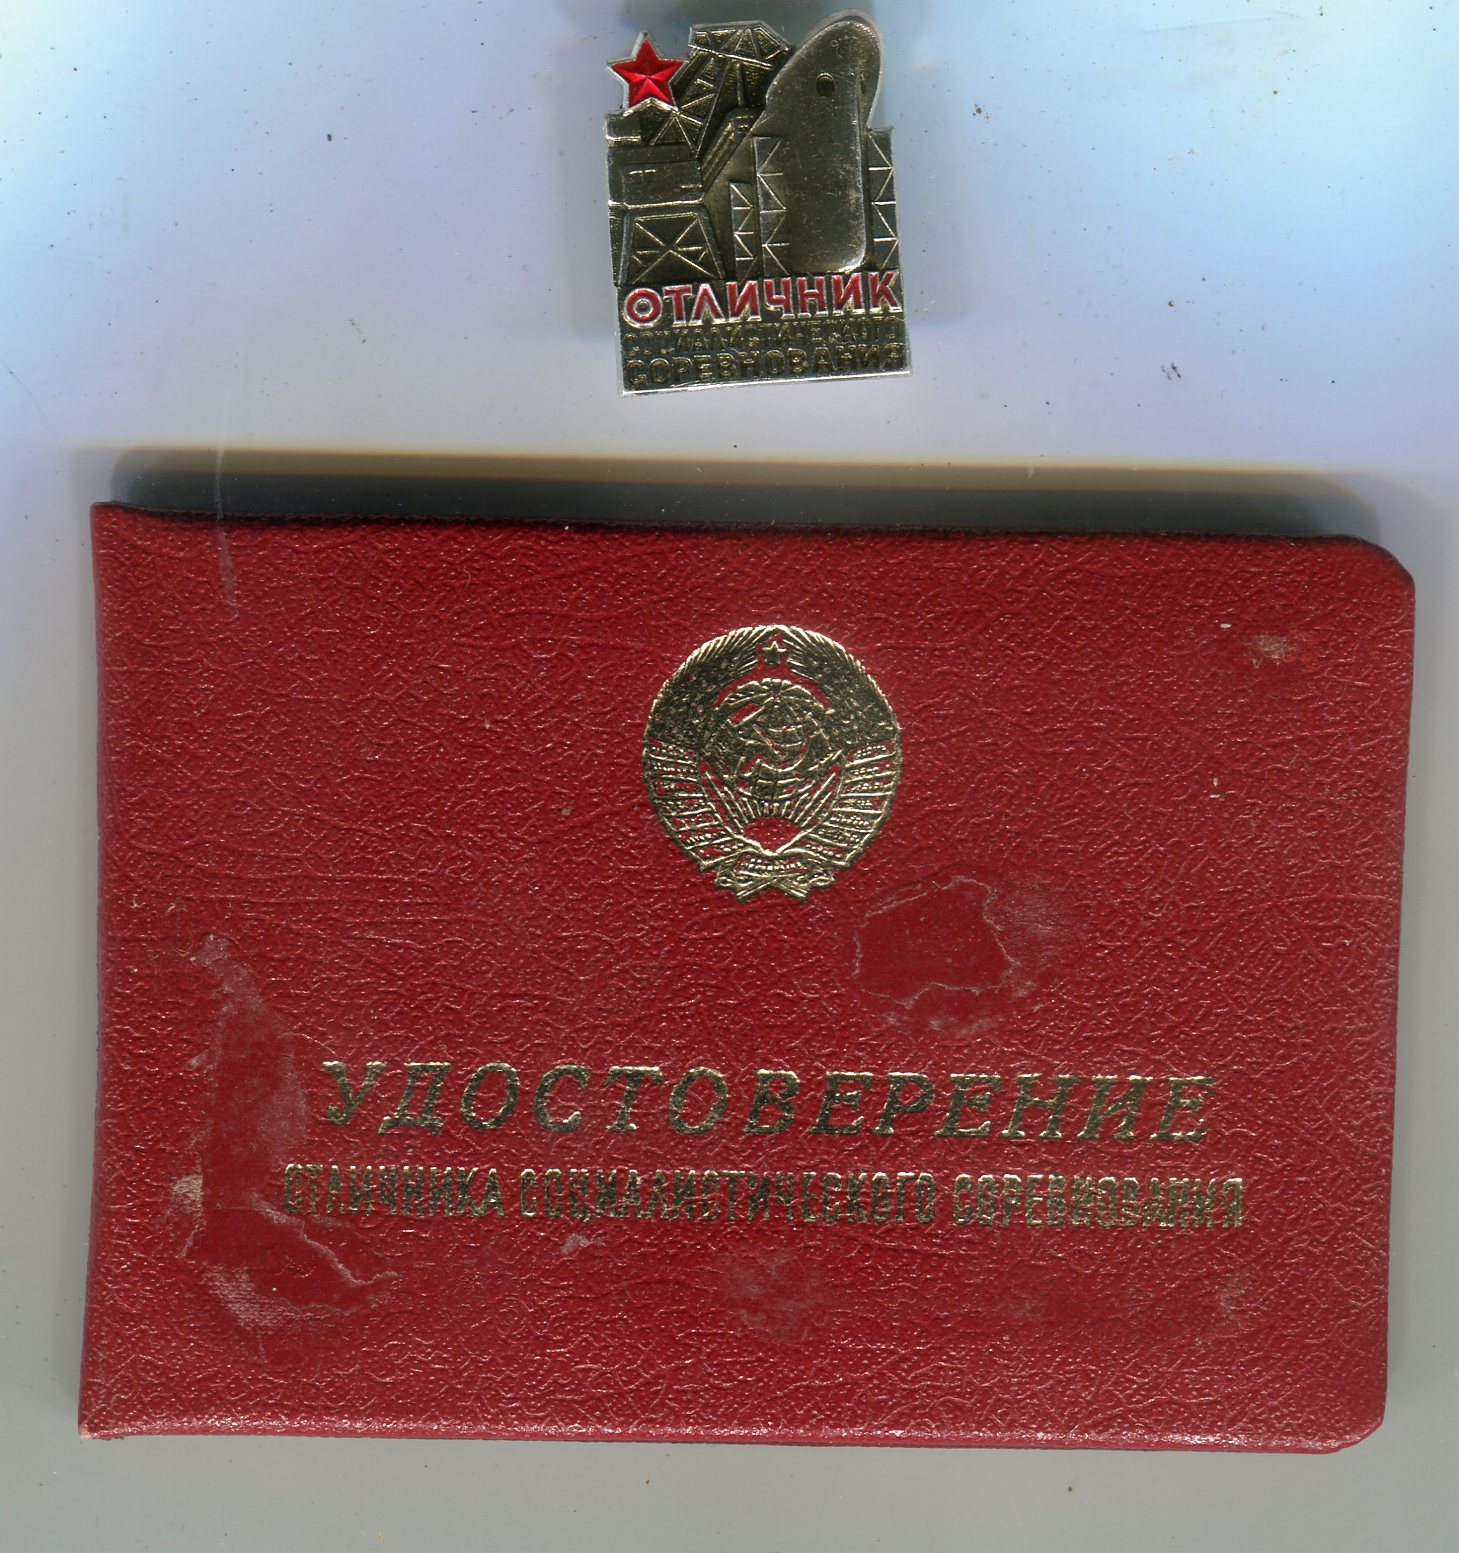 ОТЛИЧНИК
СОЦИАЛИСТИЧЕСКОГО
СОРЕВНОВАНИЯ
УДОСТОВЕРЕНИЕ
ОТЛИЧНИКА СОЦИАЛИСТИЧЕСКОГО СОРЕВНОВАНИЯ